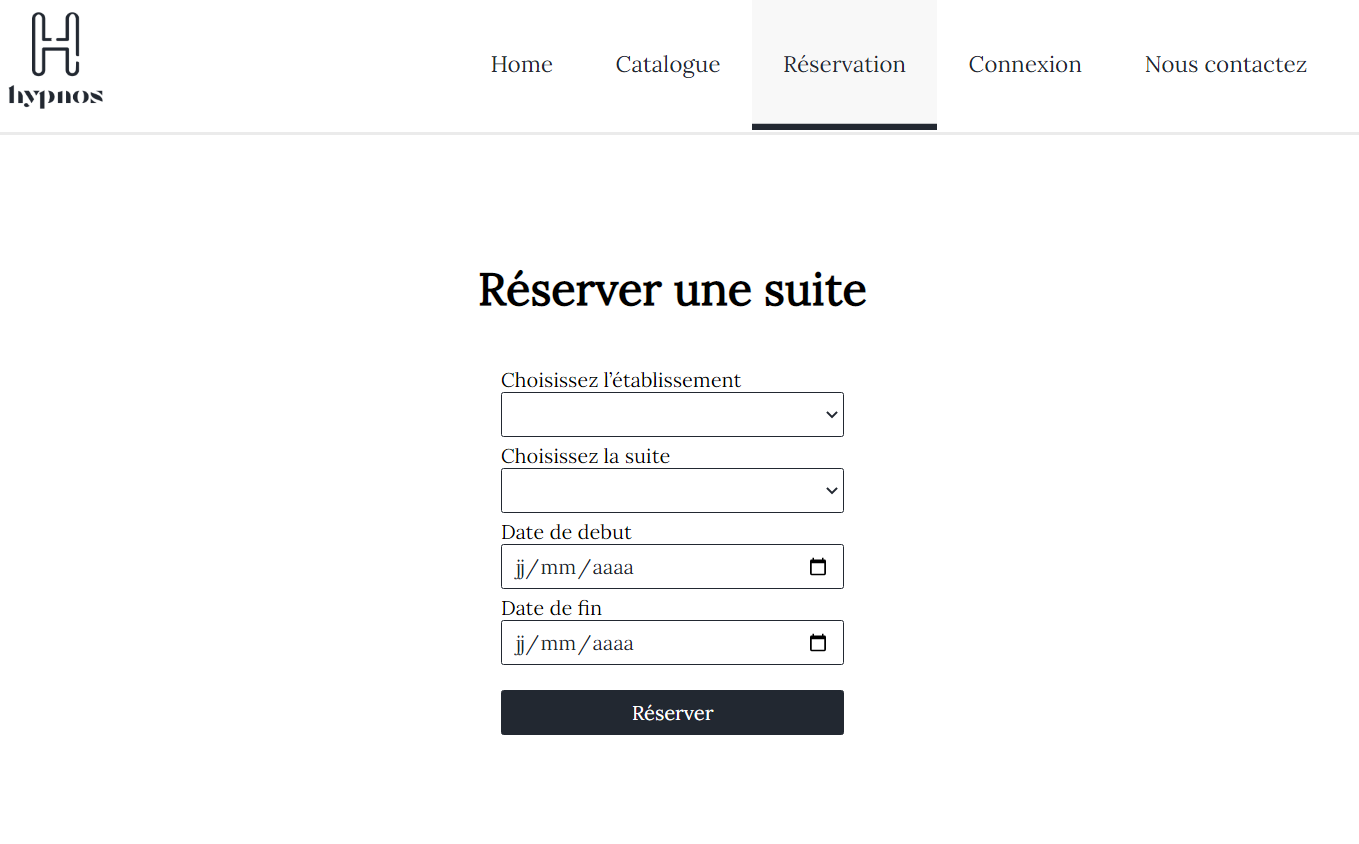 hypnos
Home Catalogue Réservation Connexion Nous contactez
Réserver une suite
Choisissez l’établissement
Choisissez la suite
Date de debut
jj/mm/aaaa
Date de fin
jj/mm/aaaa
Réserver